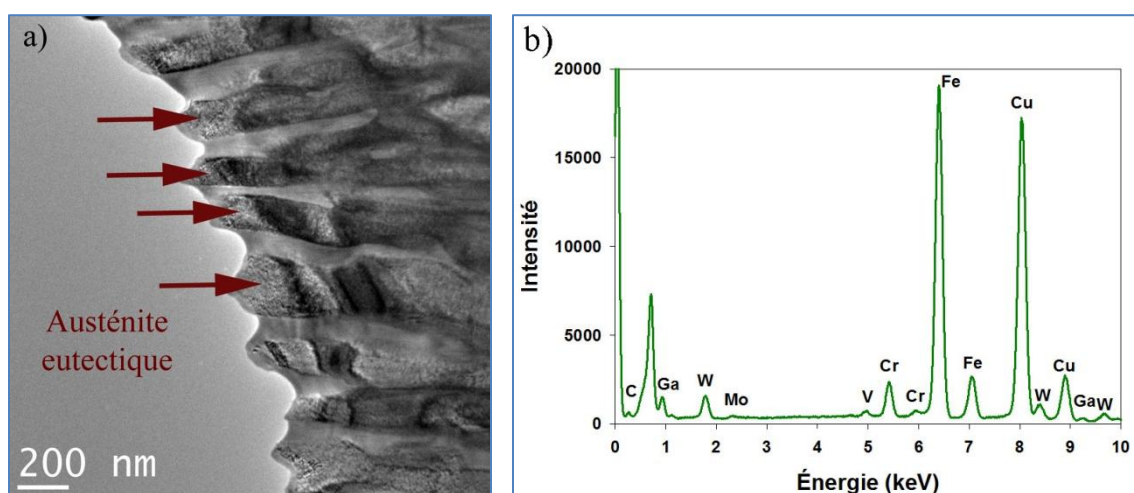 a)
Austénite
eutectique
200 nm
b)
20000
15000
10000
5000
0
Intensité
C
Ga
W
Mo
V
Cr
Cr
Fe
Fe
Cu
W
Cu
Ga
W
0 1 2 3 4 5 6 7 8 9 10
Énergie (keV)